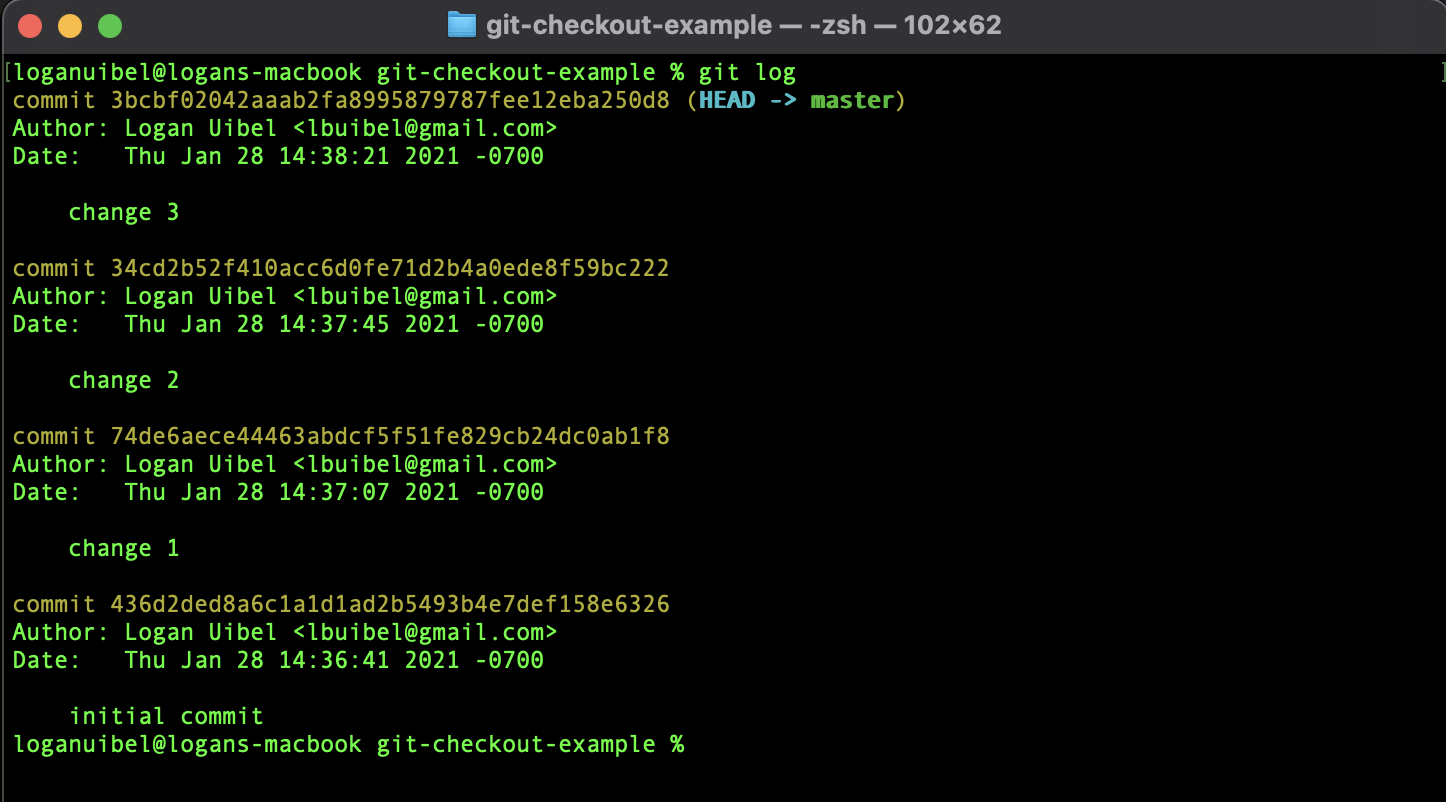 git-checkout-example — -zsh — 102×62
[loganuibel@logans-macbook git-checkout-example % git log ]
commit 3bcbf02042aaab2fa8995879787fee12eba250d8 (HEAD -> master)
Author: Logan Uibel <lbuibel@gmail.com>
Date:   Thu Jan 28 14:38:21 2021 -0700
    change 3
commit 34cd2b52f410acc6d0fe71d2b4a0ede8f59bc222
Author: Logan Uibel <lbuibel@gmail.com>
Date:   Thu Jan 28 14:37:45 2021 -0700
    change 2
commit 74de6aece44463abdcf5f51fe829cb24dc0ab1f8
Author: Logan Uibel <lbuibel@gmail.com>
Date:   Thu Jan 28 14:37:07 2021 -0700
    change 1
commit 436d2ded8a6c1a1d1ad2b5493b4e7def158e6326
Author: Logan Uibel <lbuibel@gmail.com>
Date:   Thu Jan 28 14:36:41 2021 -0700
    initial commit
loganuibel@logans-macbook git-checkout-example %